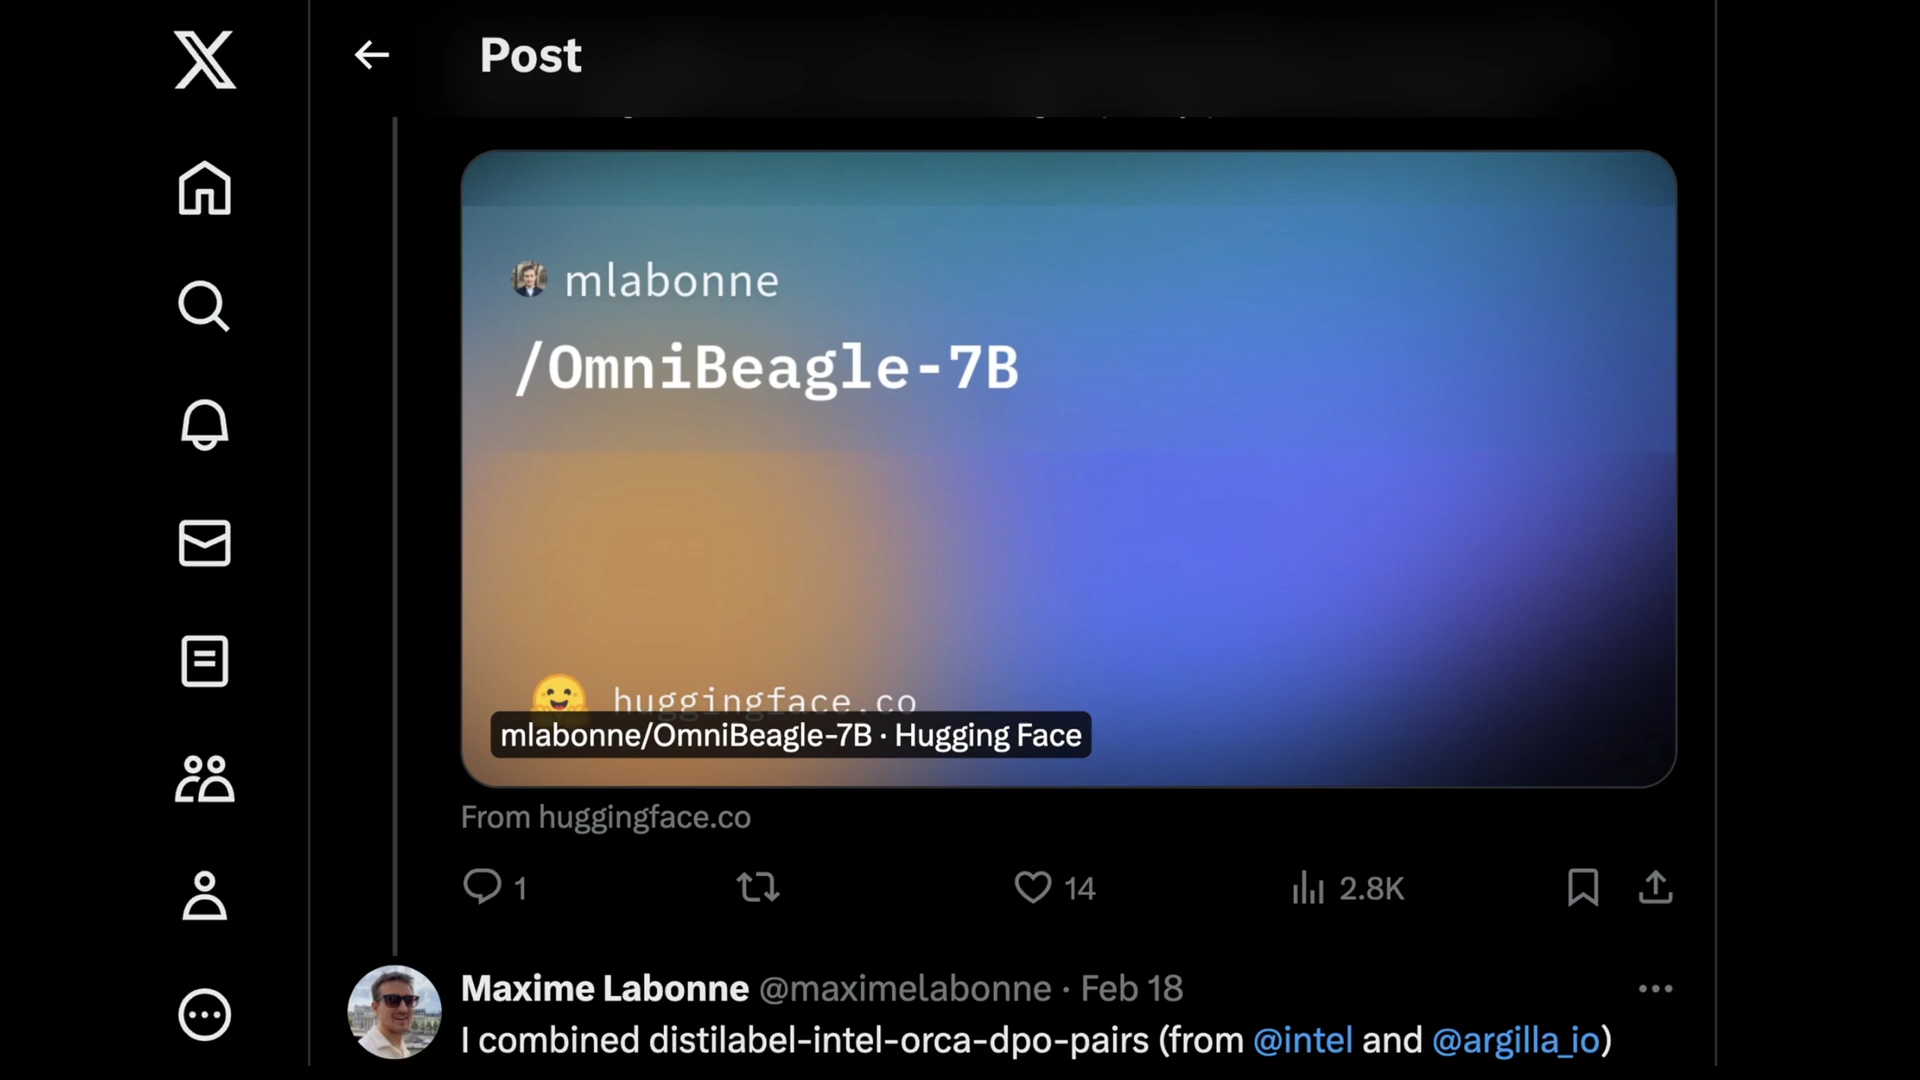 Post
mlabonne
/OmniBeagle-7B
huggingface.co
mlabonne/OmniBeagle-7B · Hugging Face
From huggingface.co
1
14
2.8K
Maxime Labonne @maximelabonne · Feb 18
I combined distilabel-intel-orca-dpo-pairs (from @intel and @argilla_io)